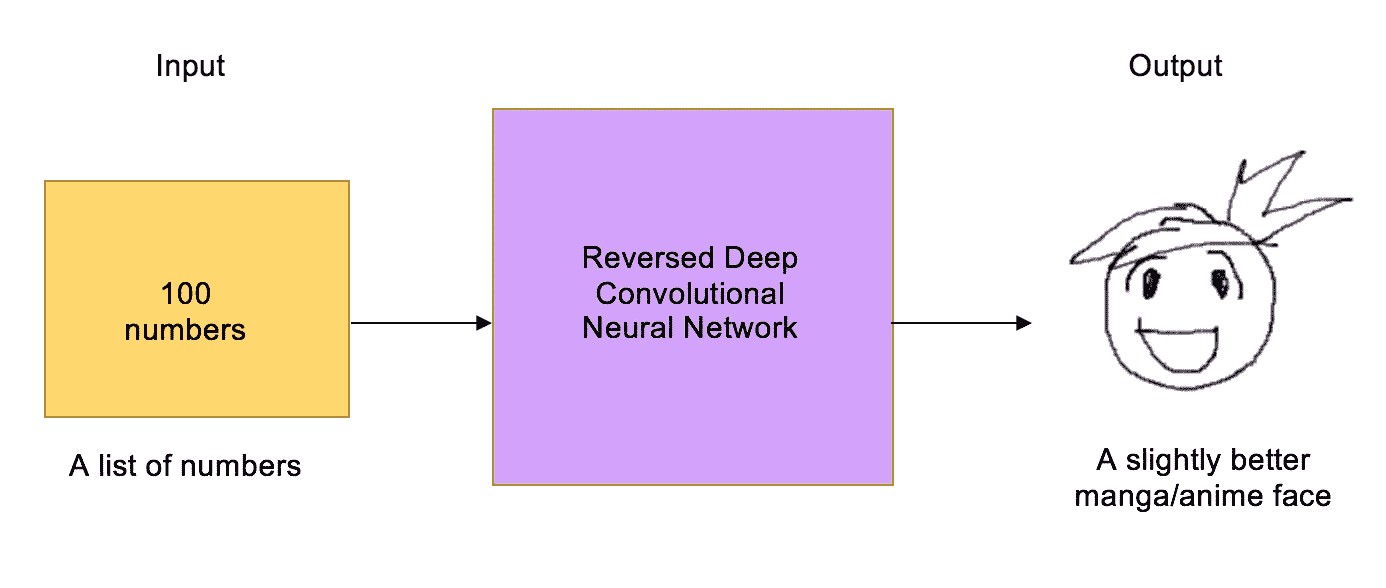 Input
Output
100
numbers
Reversed Deep
Convolutional
Neural Network
A list of numbers
A slightly better
manga/anime face